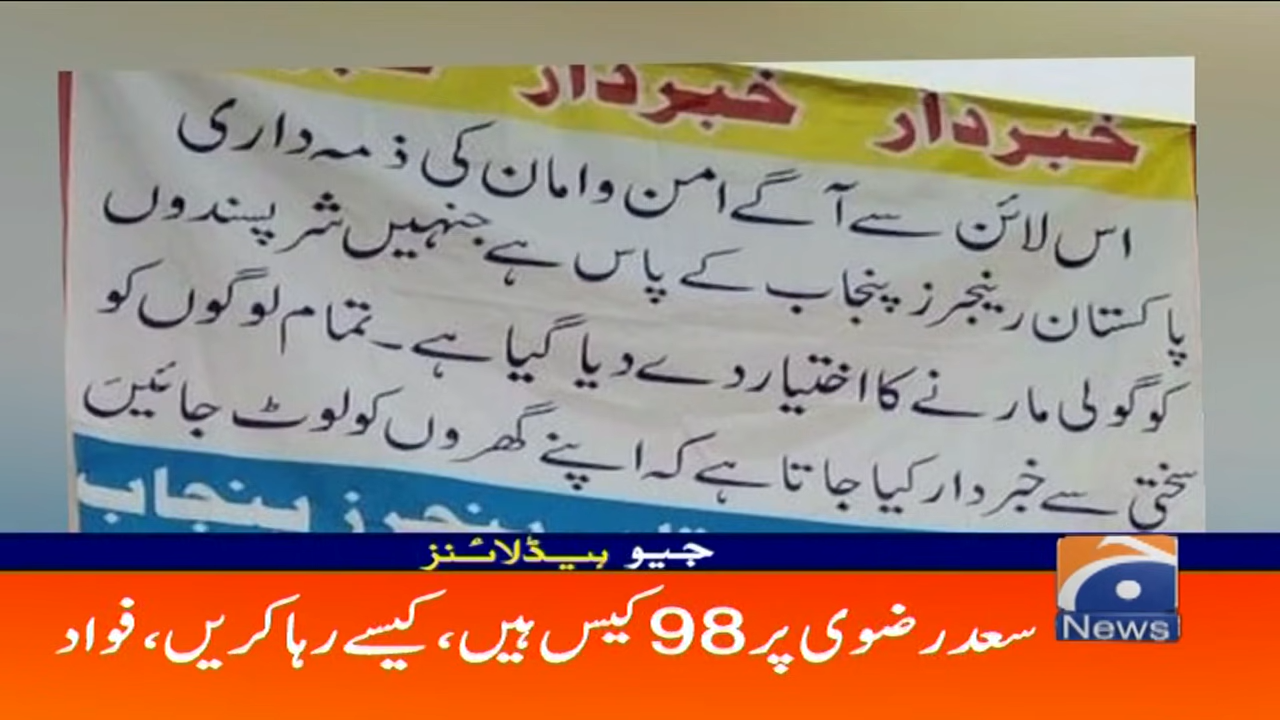 خبردار خبردار
اس لائن سے آگے امن وامان کی ذمہ داری
پاکستان رینجرز پنجاب کے پاس ہے جنہیں شرپسندوں
کو گولی مارنے کا اختیار دے دیا گیا ہے۔ تمام لوگوں کو
سختی سے خبردار کیا جاتا ہے کہ اپنے گھروں کو لوٹ جائیں
رینجرز پنجاب
جیو ہیڈلائنز
سعد رضوی پر 98 کیس ہیں، کیسے رہا کریں، فواد
News